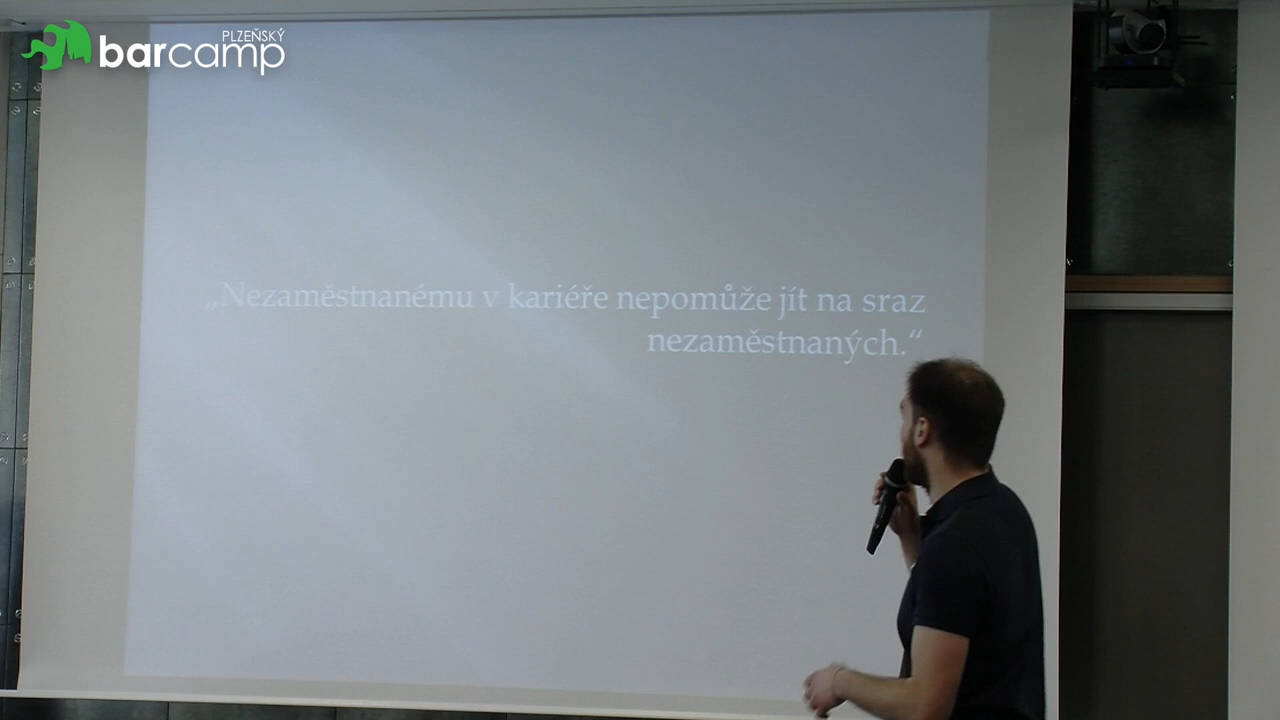 PLZEŇSKÝ
barcamp
„Nezaměstnanému v kariéře nepomůže jít na sraz
nezaměstnaných.“